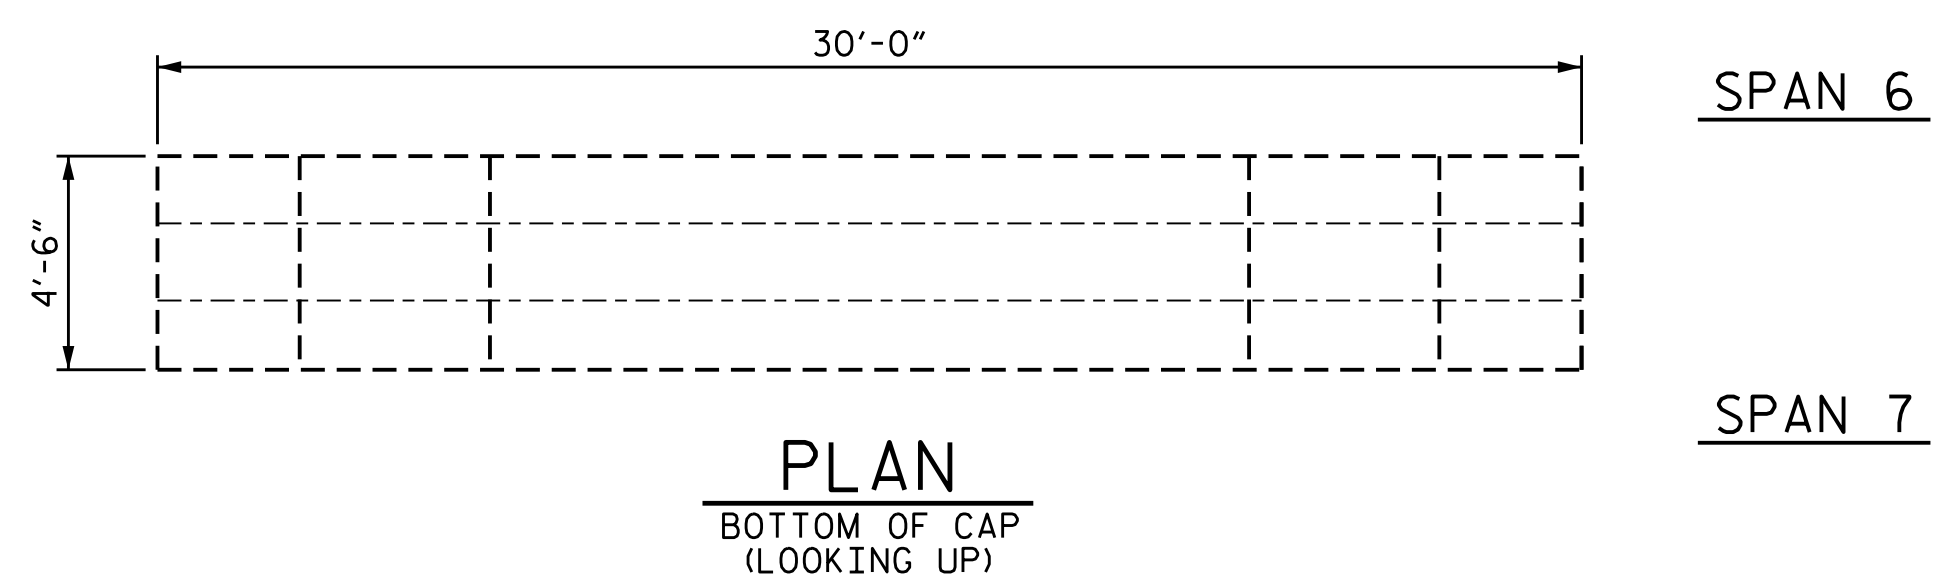 30'-0"
SPAN 6
4'-6"
SPAN 7
PLAN
BOTTOM OF CAP
(LOOKING UP)